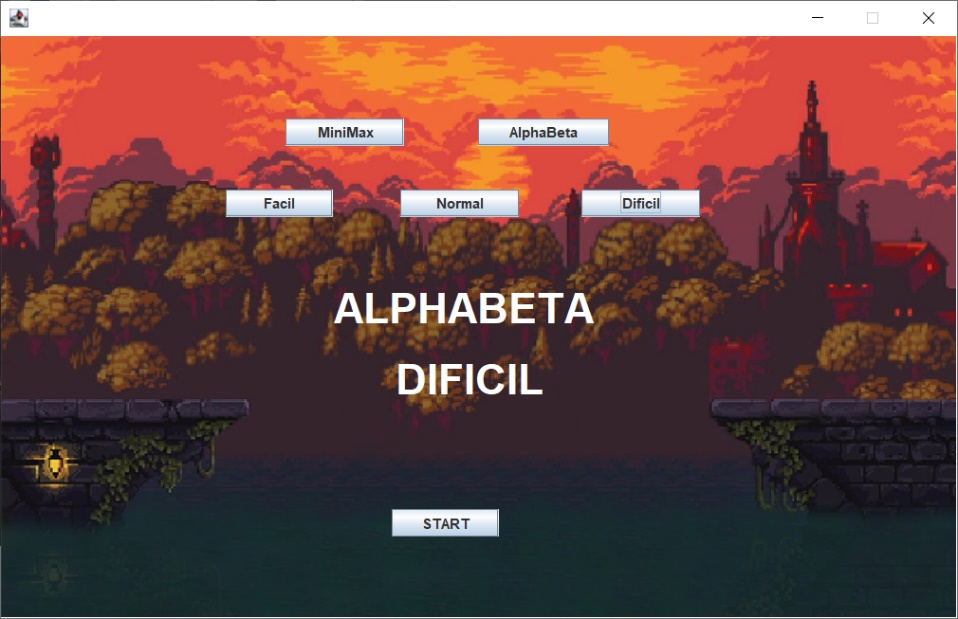 MiniMax AlphaBeta
Facil Normal Dificil
ALPHABETA
DIFICIL
START